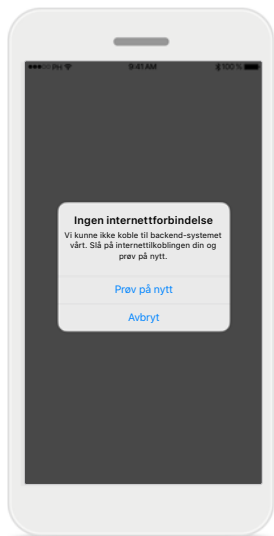 PH 9:41 AM 100 %
Ingen internettforbindelse
Vi kunne ikke koble til backend-systemet
vårt. Slå på internettilkoblingen din og
prøv på nytt.
Prøv på nytt
Avbryt